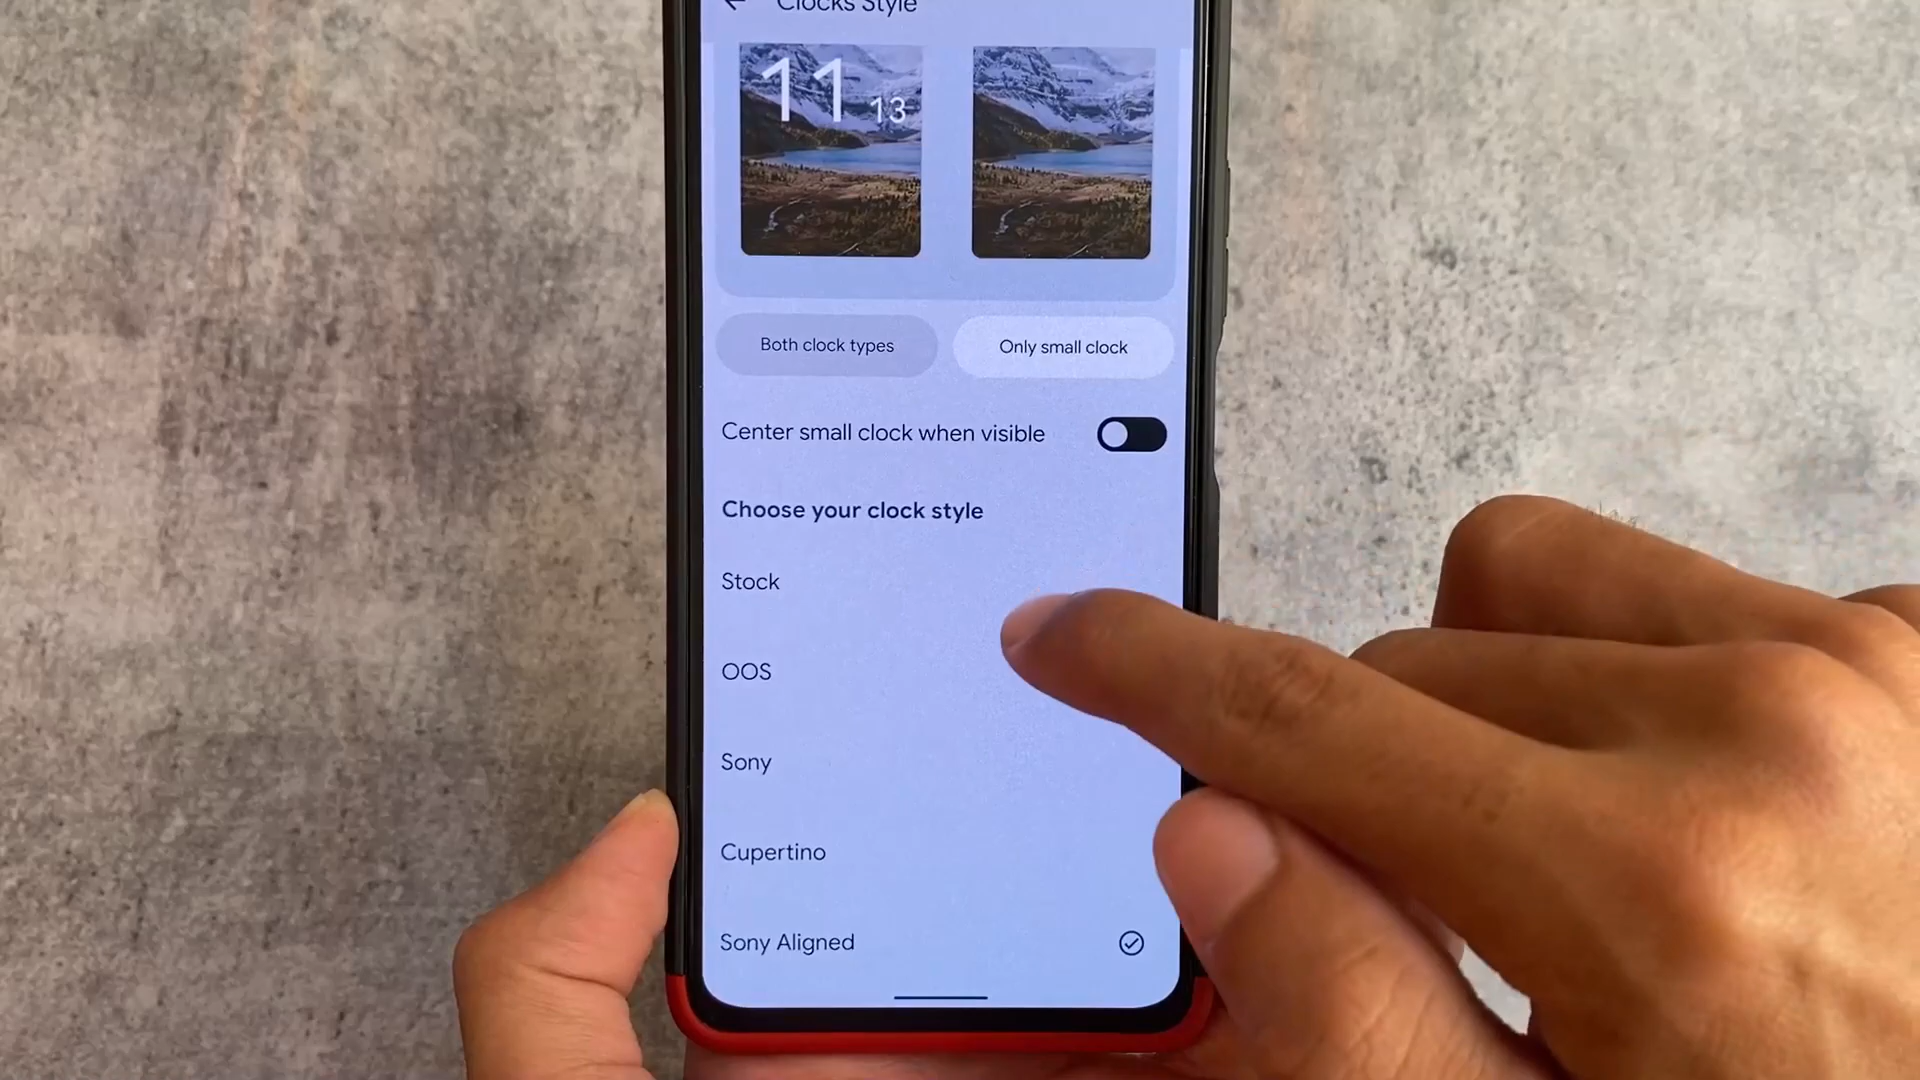 Clocks Style
11 13
Both clock types
Only small clock
Center small clock when visible
Choose your clock style
Stock
OOS
Sony
Cupertino
Sony Aligned